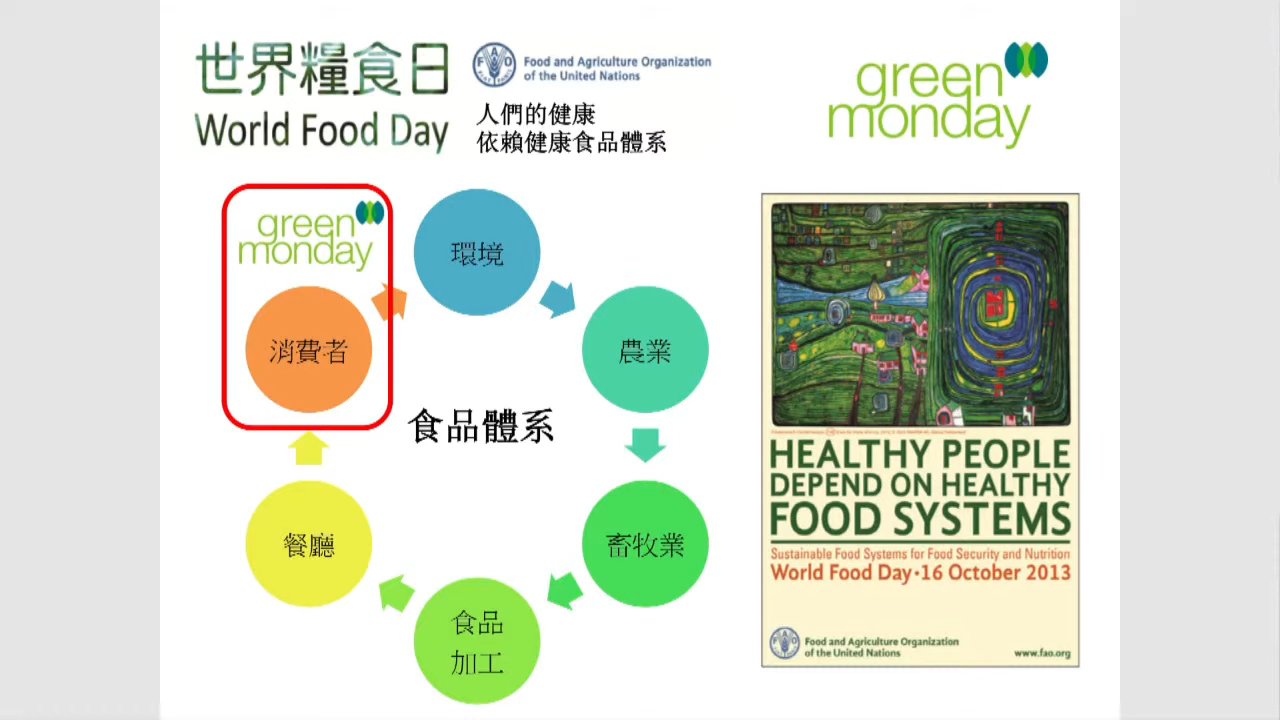 世界糧食日
World Food Day
Food and Agriculture Organization
of the United Nations
人們的健康
依賴健康食品體系
green
monday
green
monday
消費者
環境
農業
畜牧業
食品
加工
餐廳
食品體系
HEALTHY PEOPLE
DEPEND ON HEALTHY
FOOD SYSTEMS
Sustainable Food Systems for Food Security and Nutrition
World Food Day·16 October 2013
Food and Agriculture Organization
of the United Nations
www.fao.org